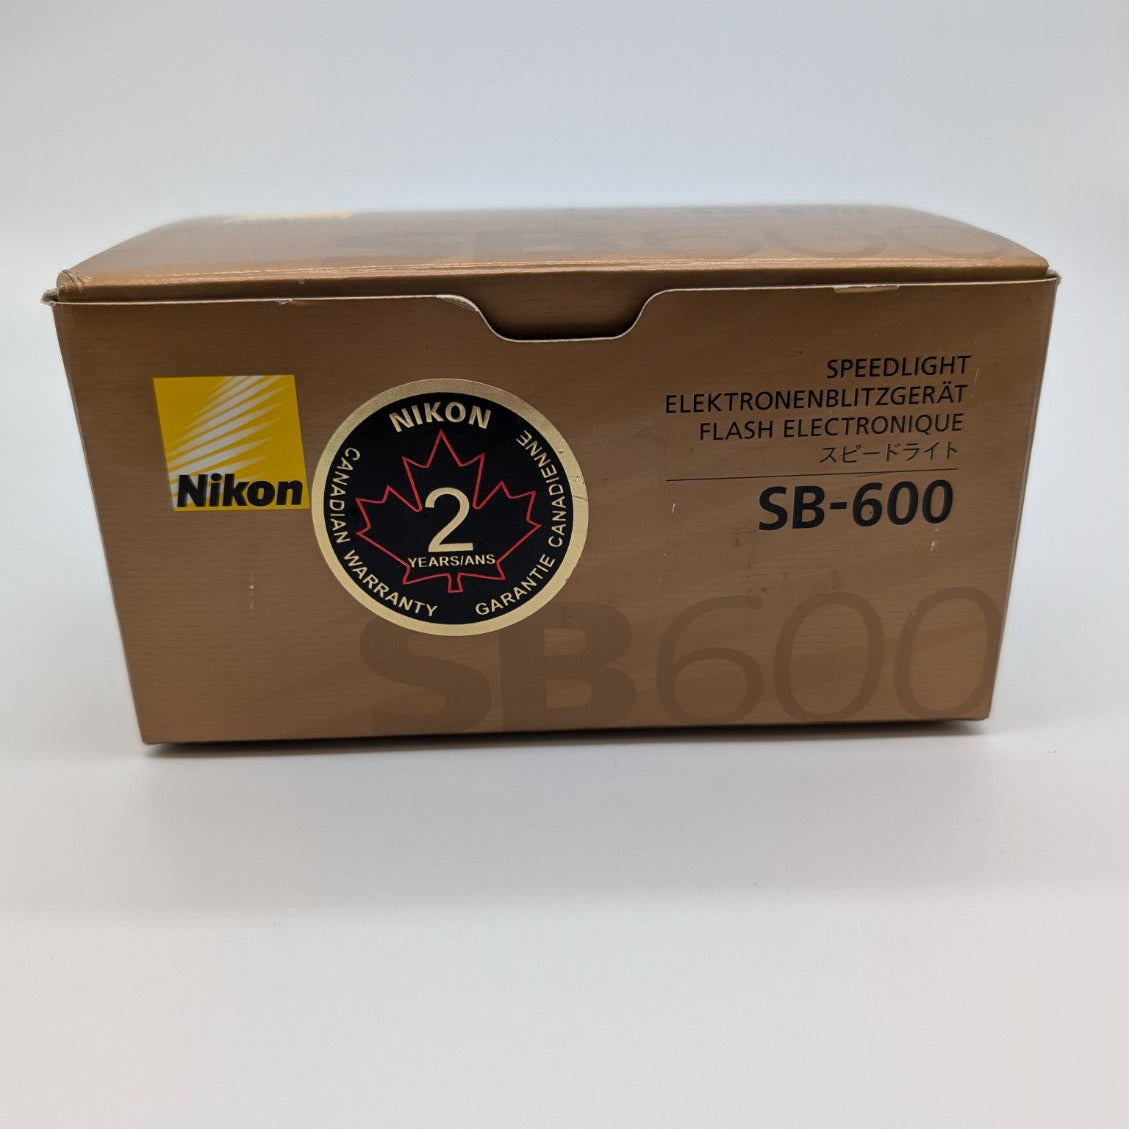 SB600
Nikon
NIKON
CANADIAN WARRANTY
GARANTIE CANADIENNE
2
YEARS/ANS
SPEEDLIGHT
ELEKTRONENBLITZGERÄT
FLASH ELECTRONIQUE
スピードライト
SB-600
SB600